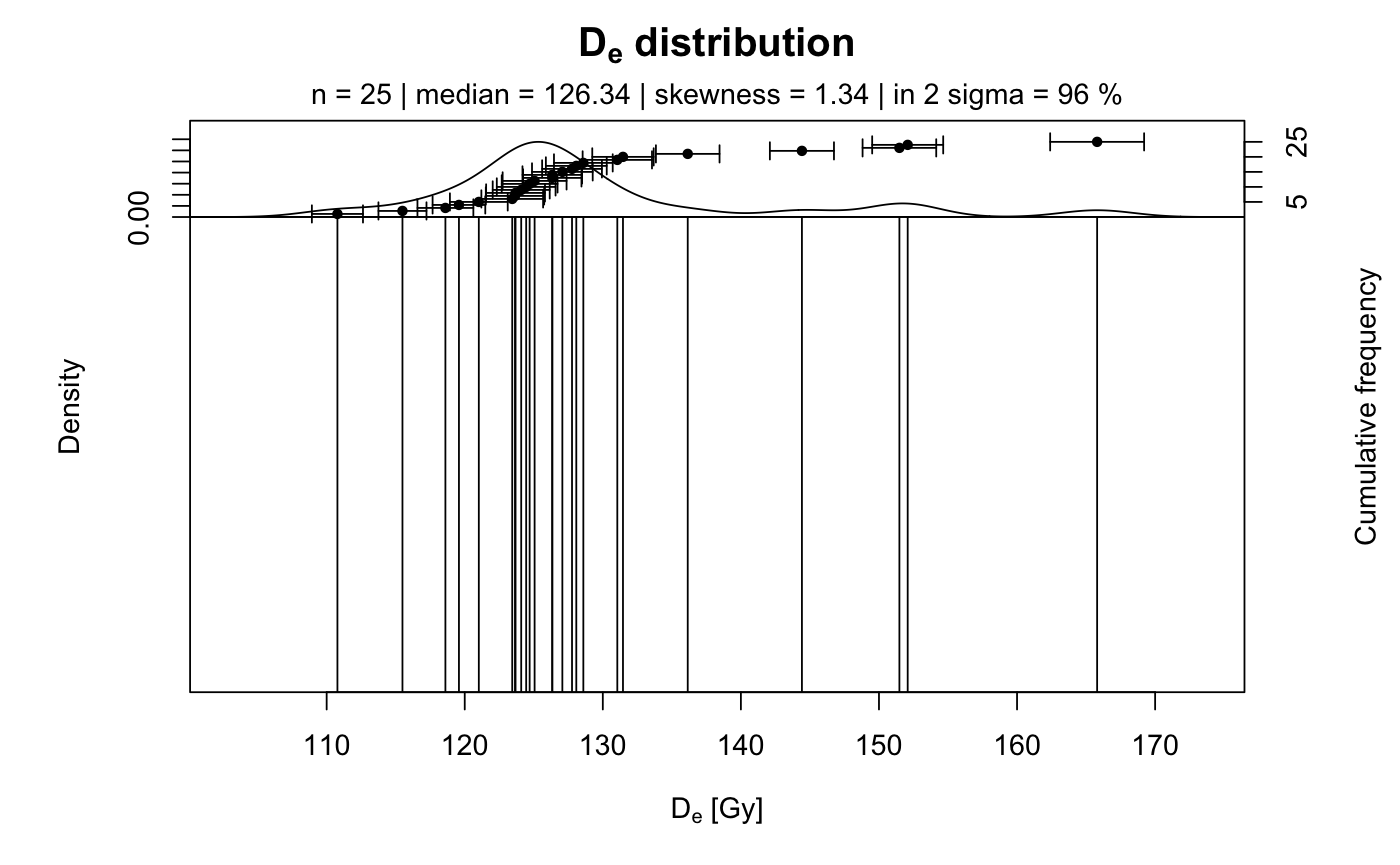 De distribution
n = 25 | median = 126.34 | skewness = 1.34 | in 2 sigma = 96 %
0.00
Density
5
25
Cumulative frequency
110 120 130 140 150 160 170
De [Gy]